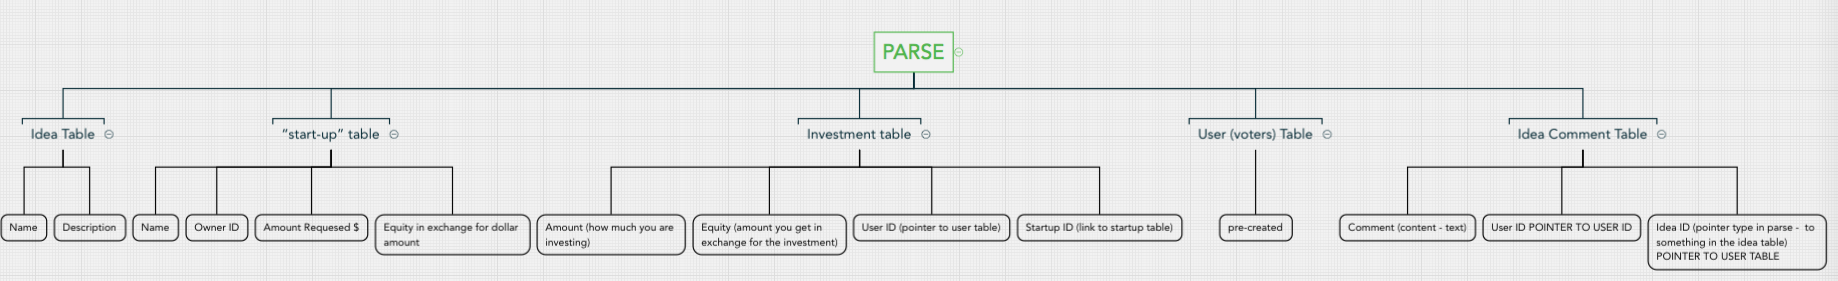 PARSE
Idea Table
“start-up” table
Investment table
User (voters) Table
Idea Comment Table
Name
Description
Name
Owner ID
Amount Requesed $
Equity in exchange for dollar
amount
Amount (how much you are
investing)
Equity (amount you get in
exchange for the investment)
User ID (pointer to user table)
Startup ID (link to startup table)
pre-created
Comment (content - text)
User ID POINTER TO USER ID
Idea ID (pointer type in parse - to
something in the idea table)
POINTER TO USER TABLE